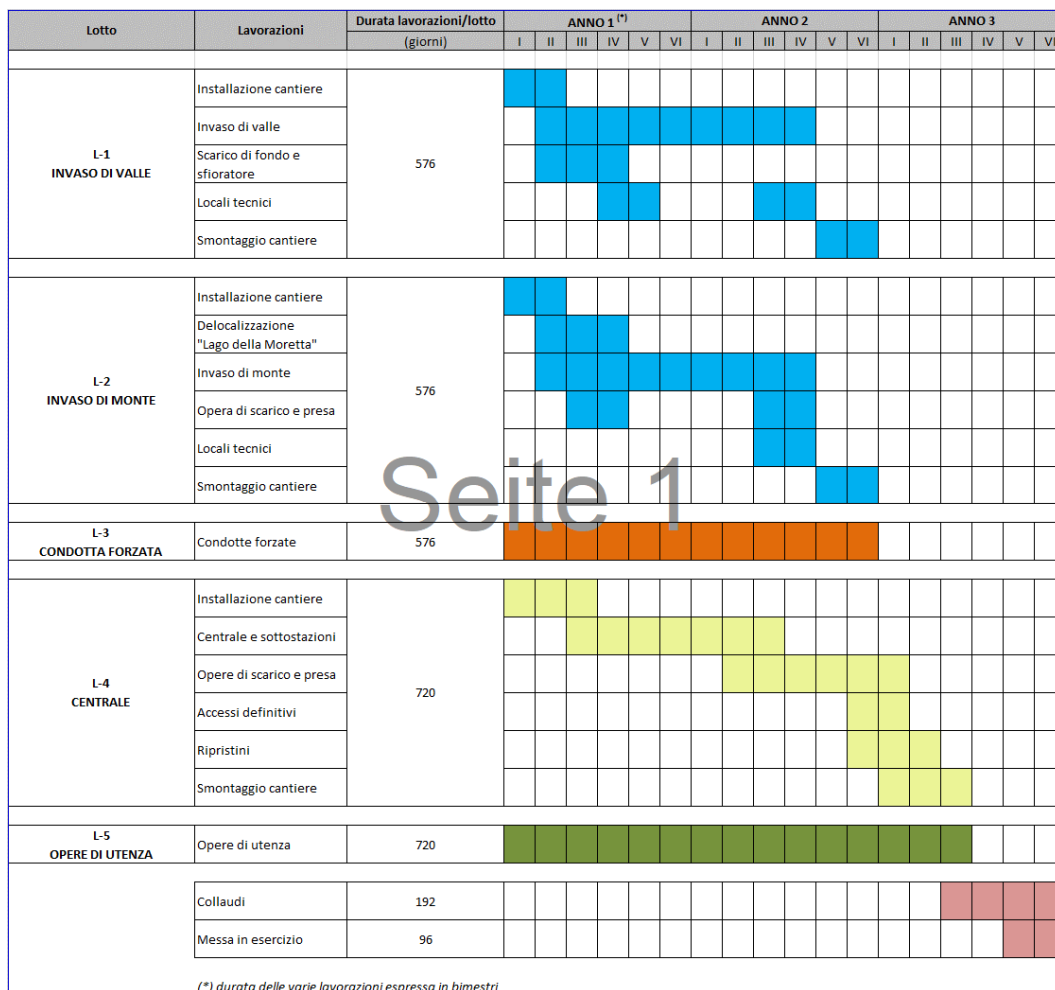 Lotto Lavorazioni Durata lavorazioni/lotto ANNO 1 (*) ANNO 2 ANNO 3
(giorni) I II III IV V VI I II III IV V VI I II III IV V VI
L-1
INVASO DI VALLE
576
Installazione cantiere
Invaso di valle
Scarico di fondo e
sfioratore
Locali tecnici
Smontaggio cantiere
L-2
INVASO DI MONTE
576
Installazione cantiere
Delocalizzazione
"Lago della Moretta"
Invaso di monte
Opera di scarico e presa
Locali tecnici
Smontaggio cantiere
Seite 1
L-3
CONDOTTA FORZATA
Condotte forzate 576
L-4
CENTRALE
720
Installazione cantiere
Centrale e sottostazioni
Opere di scarico e presa
Accessi definitivi
Ripristini
Smontaggio cantiere
L-5
OPERE DI UTENZA
Opere di utenza 720
Collaudi 192
Messa in esercizio 96
(*) durata delle varie lavorazioni espressa in bimestri